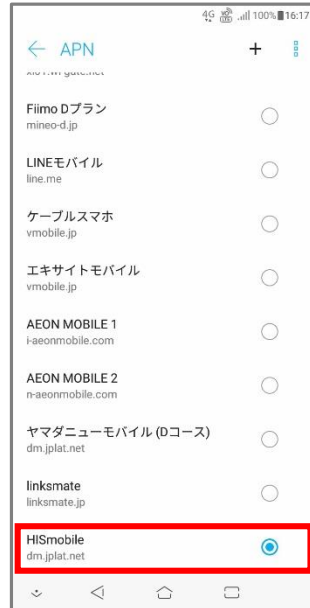 4G 100% 16:17
APN
Fiimo Dプラン
mineo-d.jp
LINEモバイル
line.me
ケーブルスマホ
vmobile.jp
エキサイトモバイル
vmobile.jp
AEON MOBILE 1
i-aeonmobile.com
AEON MOBILE 2
n-aeonmobile.com
ヤマダニューモバイル (Dコース)
dm.jplat.net
linksmate
linksmate.jp
HISmobile
dm.jplat.net